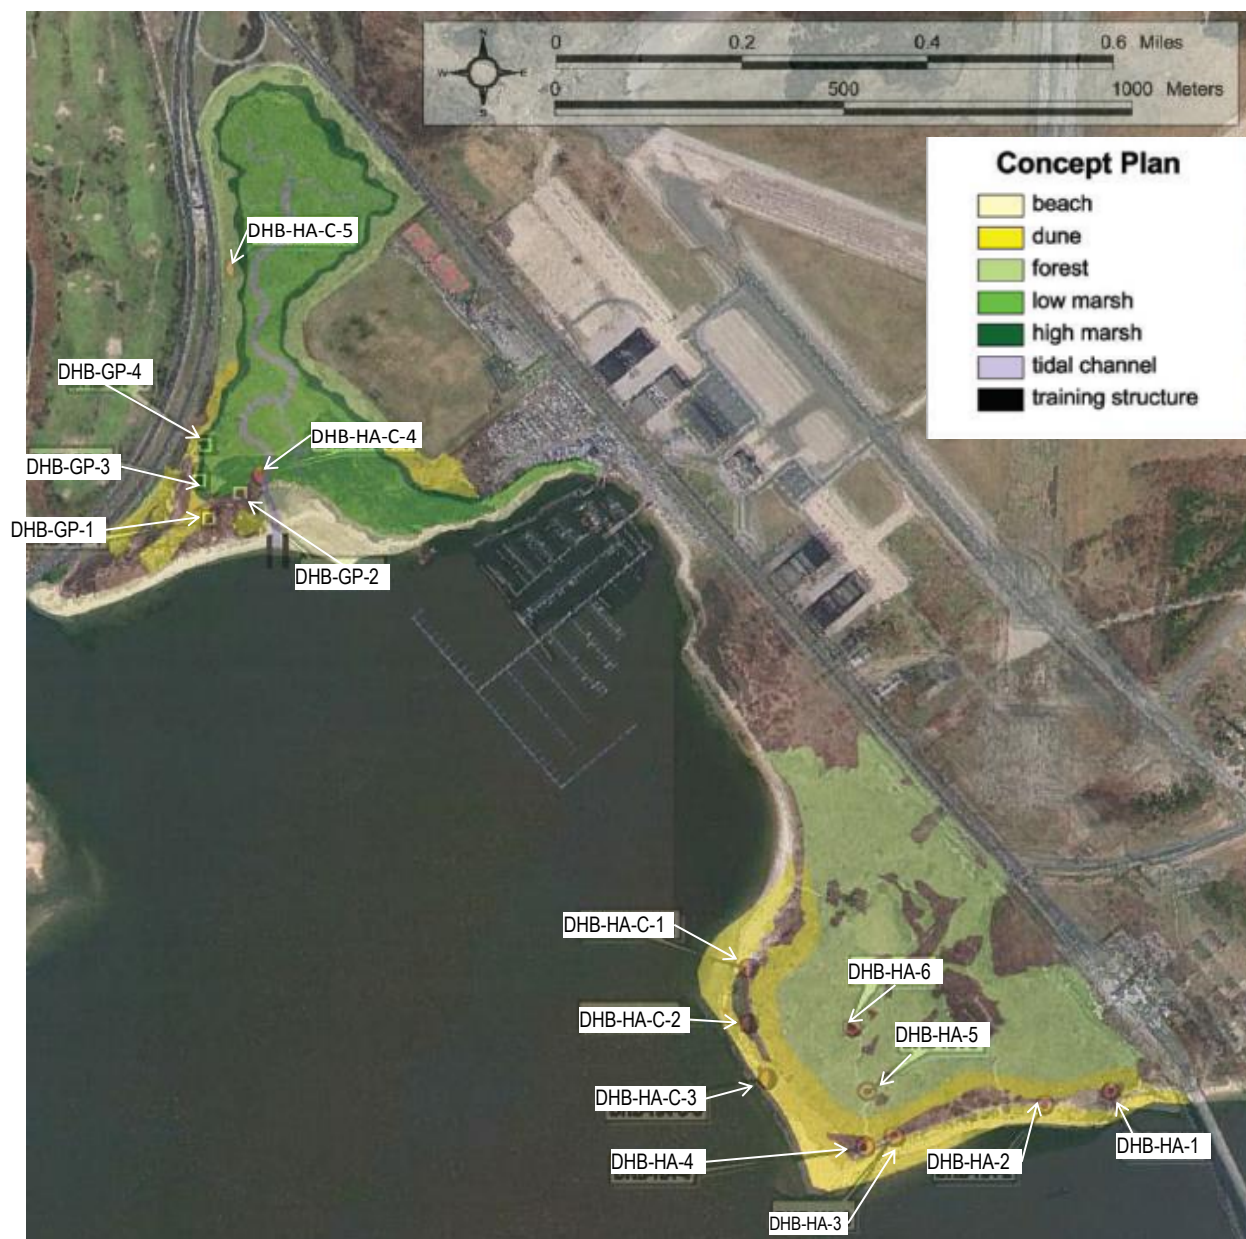 N
W
E
S
0 0.2 0.4 0.6 Miles
0 500 1000 Meters
Concept Plan
beach
dune
forest
low marsh
high marsh
tidal channel
training structure
DHB-HA-C-5
DHB-GP-4
DHB-HA-C-4
DHB-GP-3
DHB-GP-1
DHB-GP-2
DHB-HA-C-1
DHB-HA-6
DHB-HA-C-2
DHB-HA-5
DHB-HA-C-3
DHB-HA-1
DHB-HA-4
DHB-HA-2
DHB-HA-3